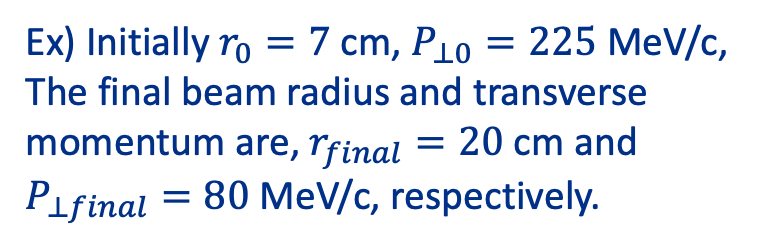 Ex) Initially r₀ = 7 cm, P⊥₀ = 225 MeV/c,
The final beam radius and transverse
momentum are, r_final = 20 cm and
P⊥final = 80 MeV/c, respectively.